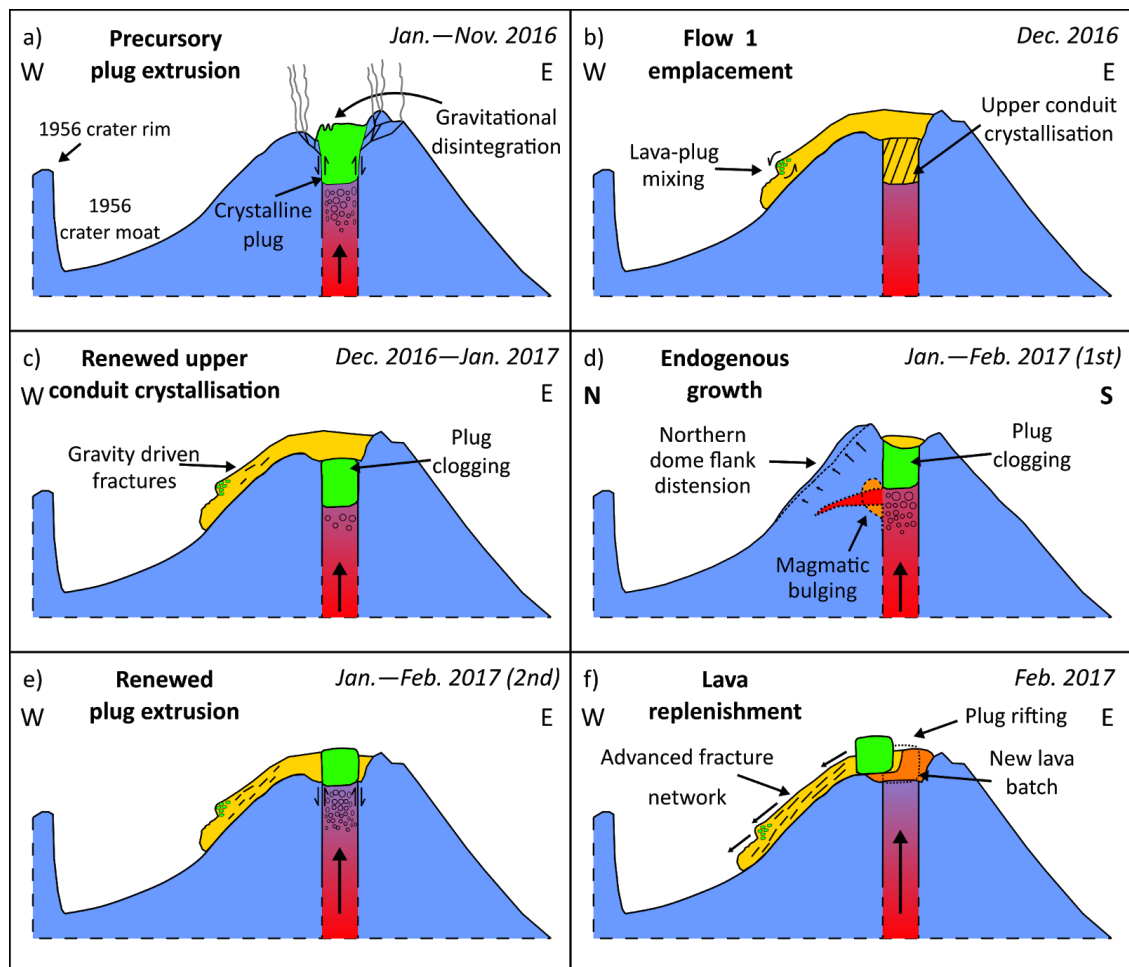 a) Precursory Jan.—Nov. 2016
plug extrusion
W E
1956 crater rim
Gravitational
disintegration
1956
crater moat
Crystalline
plug
b) Flow 1 Dec. 2016
emplacement
W E
Upper conduit
crystallisation
Lava-plug
mixing
c) Renewed upper Dec. 2016—Jan. 2017
conduit crystallisation
W E
Gravity driven
fractures
Plug
clogging
d) Endogenous Jan.—Feb. 2017 (1st)
growth
N S
Northern
dome flank
distension
Plug
clogging
Magmatic
bulging
e) Renewed Jan.—Feb. 2017 (2nd)
plug extrusion
W E
f) Lava Feb. 2017
replenishment
W E
Plug rifting
Advanced fracture
network
New lava
batch